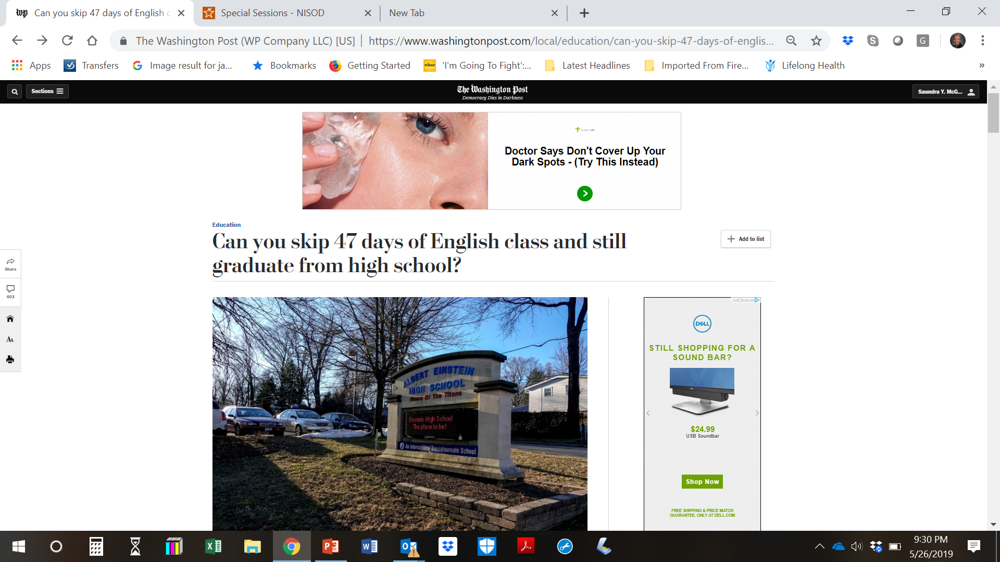 Can you skip 47 days of English c
Special Sessions - NISOD
New Tab
The Washington Post (WP Company LLC) [US]
https://www.washingtonpost.com/local/education/can-you-skip-47-days-of-englis...
G
Apps
Transfers
Image result for ja...
Bookmarks
Getting Started
wbur
'I'm Going To Fight':...
Latest Headlines
Imported From Fire...
Lifelong Health
»
Sections
The Washington Post
Democracy Dies in Darkness
Saundra Y. McG...
Doctor Says Don't Cover Up Your
Dark Spots - (Try This Instead)
Education
Can you skip 47 days of English class and still
graduate from high school?
Add to list
Share
603
AA
ALBERT EINSTEIN
HIGH SCHOOL
Home Of The Titans
Einstein High School
The place to be!
An International Baccalaureate School
AdChoices
DELL
STILL SHOPPING FOR A
SOUND BAR?
$24.99
USB Soundbar
Shop Now
FREE SHIPPING & PRICE MATCH
GUARANTEE. ONLY AT DELL.COM
9:30 PM
5/26/2019